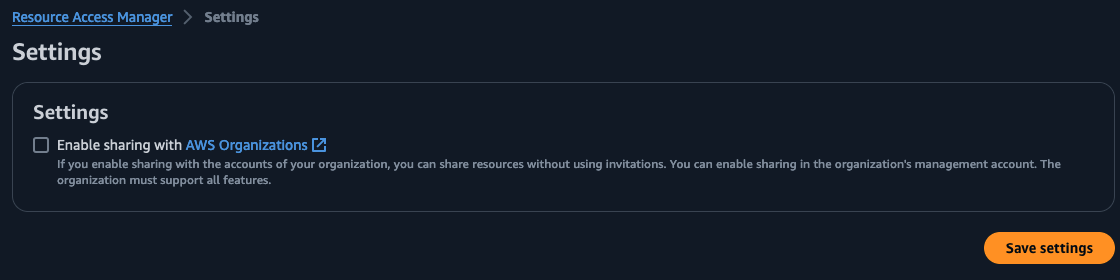 Resource Access Manager > Settings
Settings
Settings
Enable sharing with AWS Organizations
If you enable sharing with the accounts of your organization, you can share resources without using invitations. You can enable sharing in the organization's management account. The
organization must support all features.
Save settings